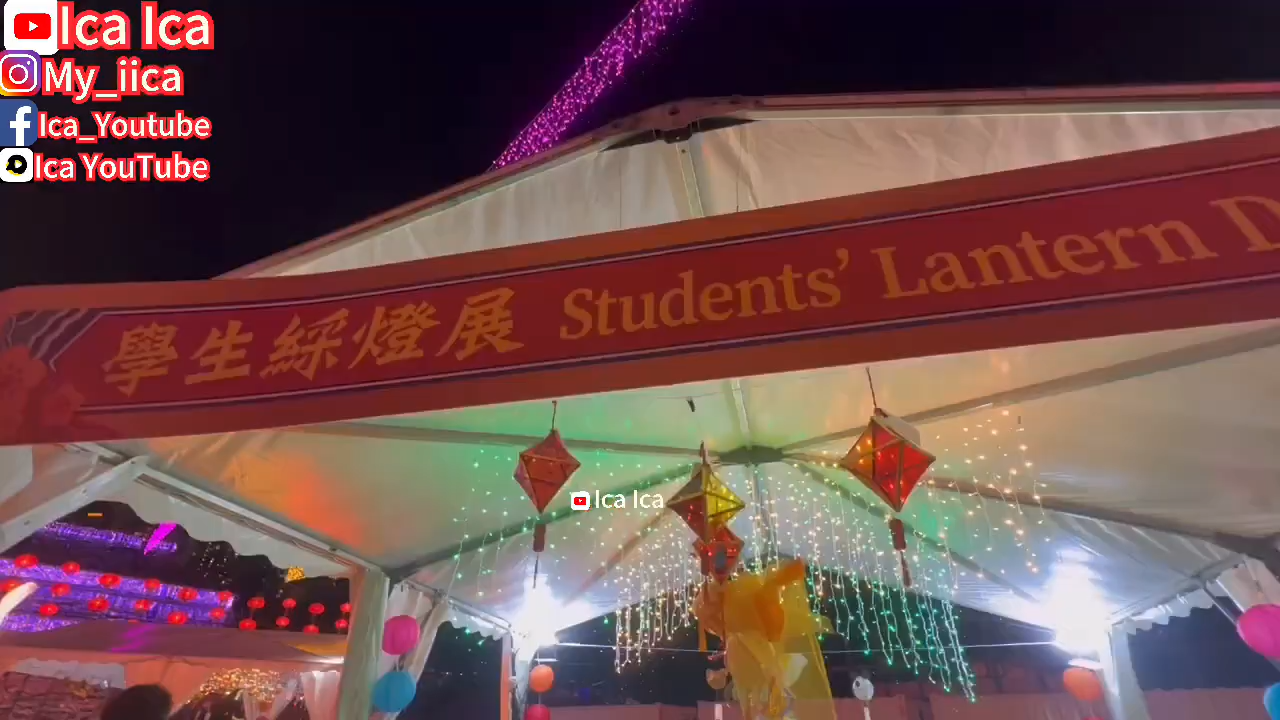 Ica Ica
My_iica
Ica_Youtube
Ica YouTube
學生綵燈展 Students' Lantern D
Ica Ica